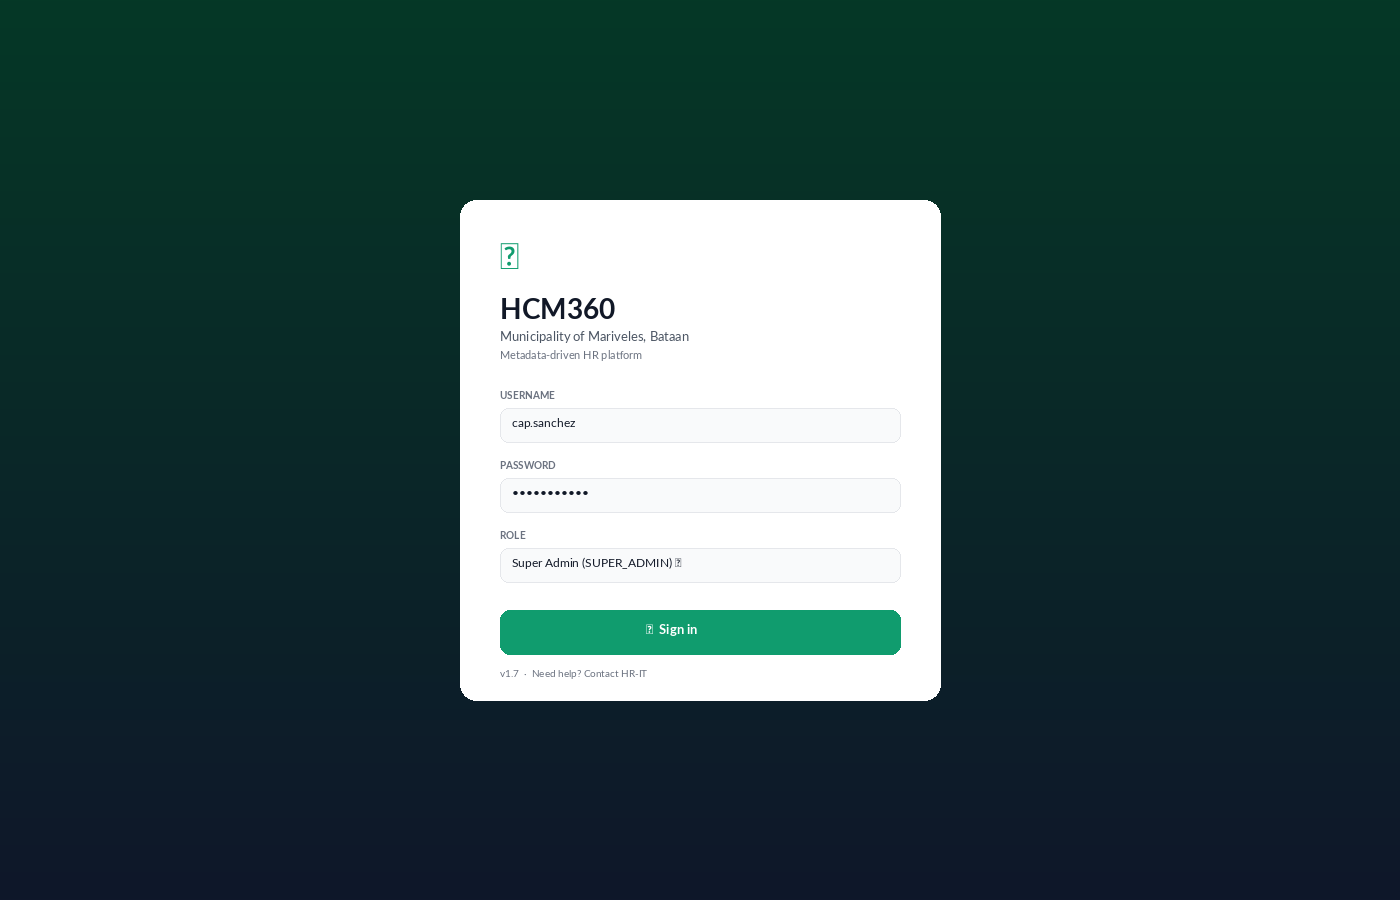 HCM360
Municipality of Mariveles, Bataan
Metadata-driven HR platform
USERNAME
cap.sanchez
PASSWORD
•••••••••••
ROLE
Super Admin (SUPER_ADMIN)
Sign in
v1.7 · Need help? Contact HR-IT